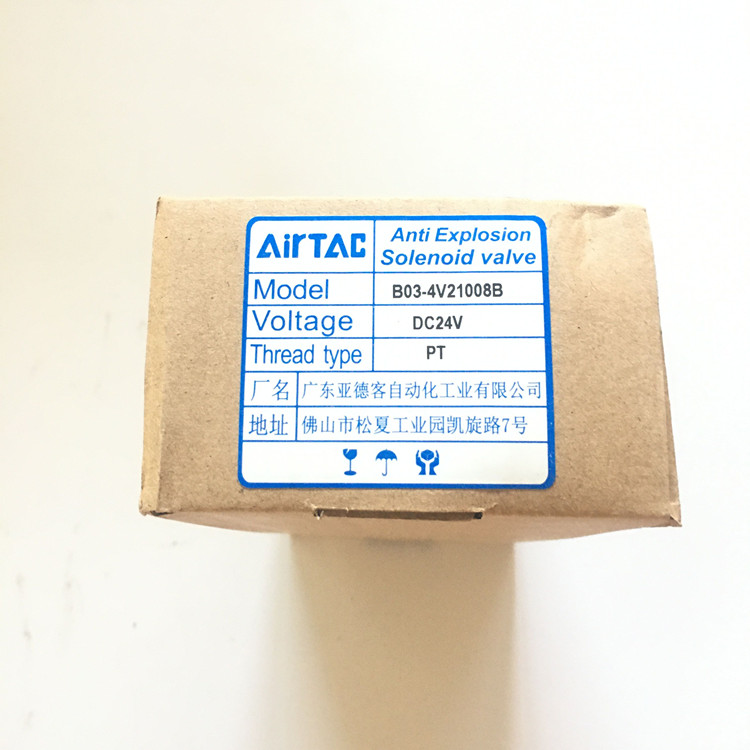 AirTAC
Anti Explosion
Solenoid valve
Model B03-4V21008B
Voltage DC24V
Thread type PT
厂名 广东亚德客自动化工业有限公司
地址 佛山市松夏工业园凯旋路7号